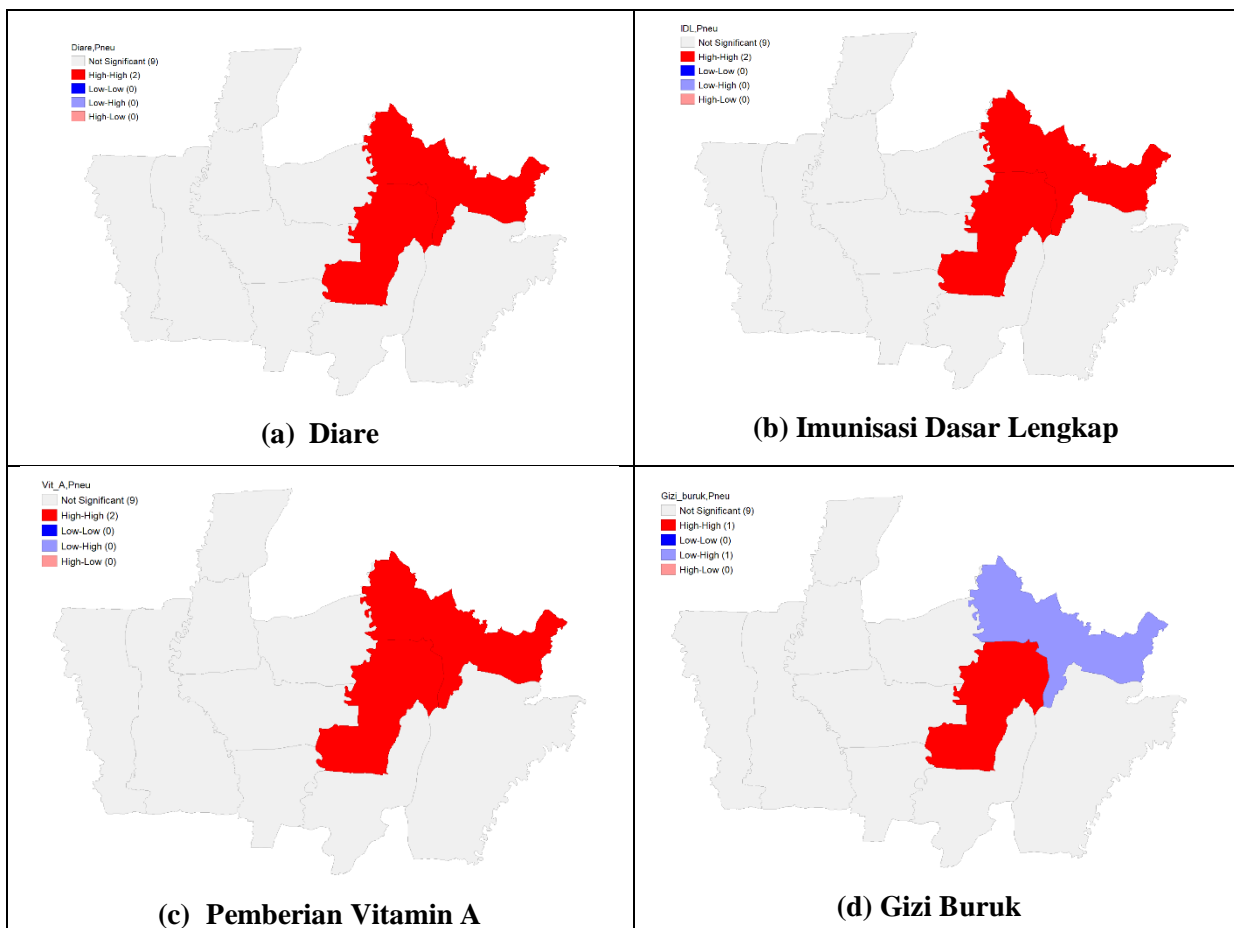 Diare,Pneu
Not Significant (9)
High-High (2)
Low-Low (0)
Low-High (0)
High-Low (0)
(a) Diare
IDL,Pneu
Not Significant (9)
High-High (2)
Low-Low (0)
Low-High (0)
High-Low (0)
(b) Imunisasi Dasar Lengkap
Vit_A,Pneu
Not Significant (9)
High-High (2)
Low-Low (0)
Low-High (0)
High-Low (0)
(c) Pemberian Vitamin A
Gizi_buruk,Pneu
Not Significant (9)
High-High (1)
Low-Low (0)
Low-High (1)
High-Low (0)
(d) Gizi Buruk